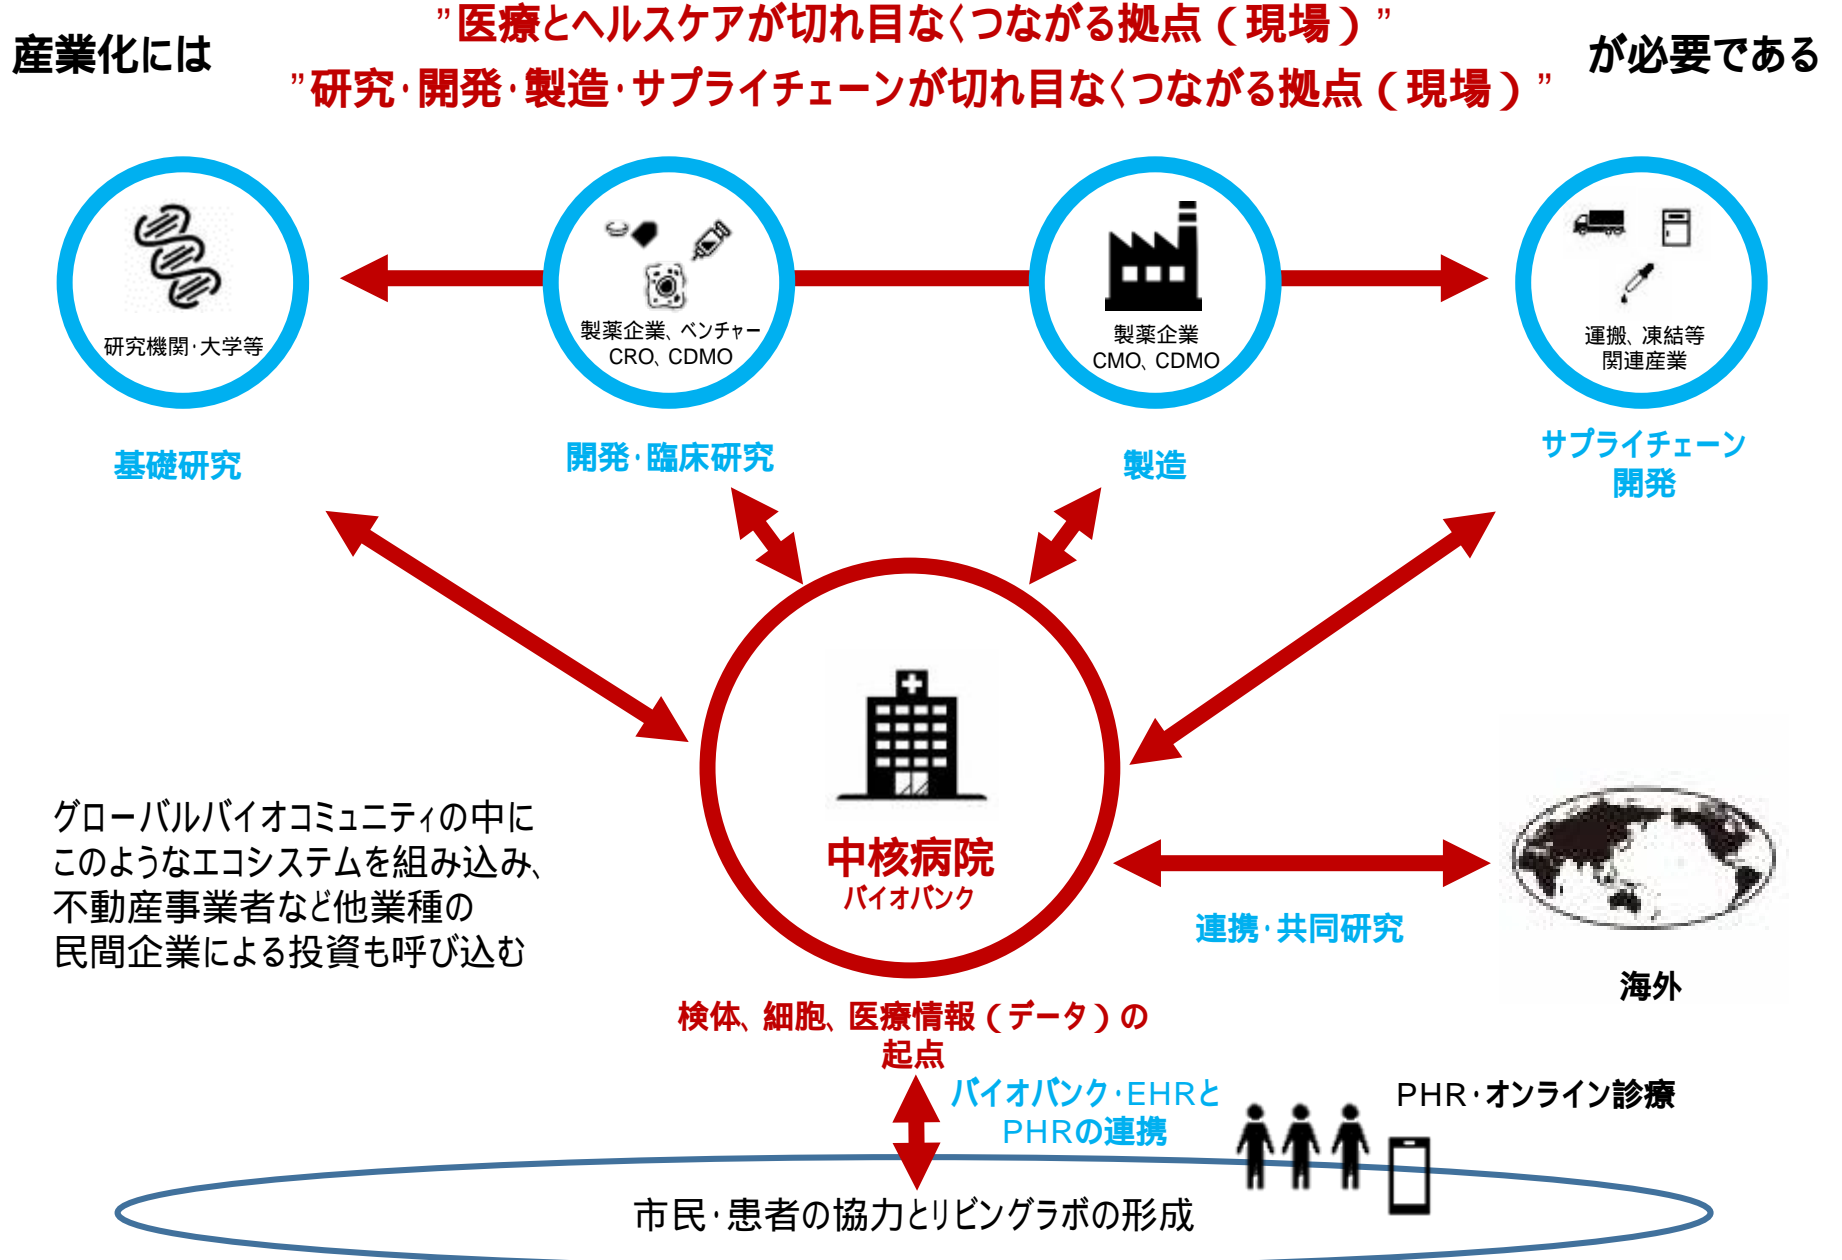 ”医療とヘルスケアが切れ目なくつながる拠点（現場）”
産業化には
が必要である
”研究・開発・製造・サプライチェーンが切れ目なくつながる拠点（現場）”
研究機関・大学等
製薬企業、ベンチャー
CRO、CDMO
製薬企業
CMO、CDMO
運搬、凍結等
関連産業
基礎研究
開発・臨床研究
製造
サプライチェーン
開発
グローバルバイオコミュニティの中に
このようなエコシステムを組み込み、
不動産事業者など他業種の
民間企業による投資も呼び込む
中核病院
バイオバンク
連携・共同研究
海外
検体、細胞、医療情報（データ）の
起点
バイオバンク・EHRと
PHRの連携
PHR・オンライン診療
市民・患者の協力とリビングラボの形成